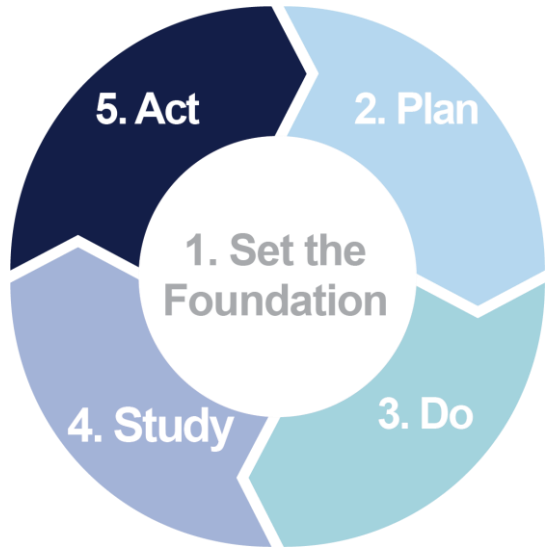 1. Set the
Foundation
2. Plan
3. Do
4. Study
5. Act